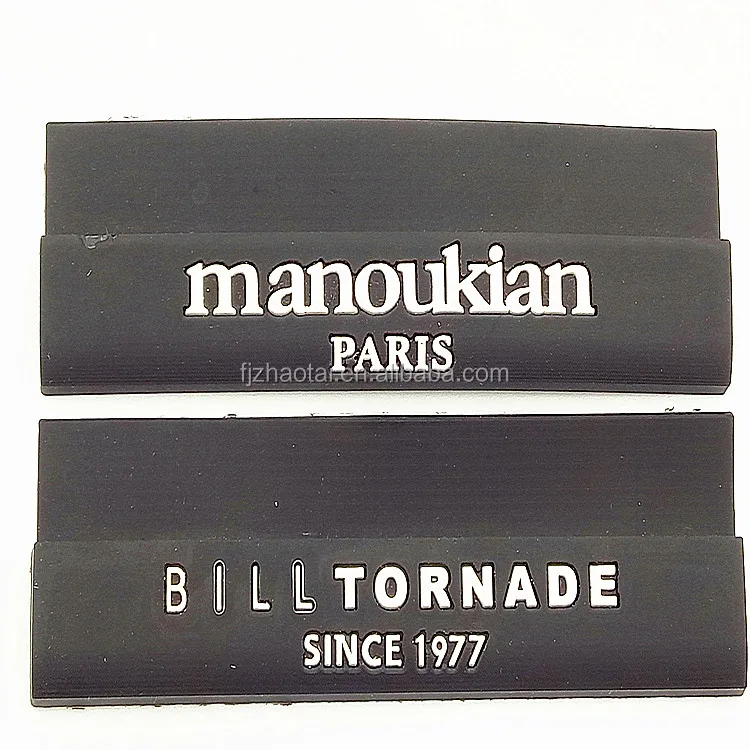 manoukian
PARIS
fjzhaotai.en.alibaba.com
BILL TORNADE
SINCE 1977